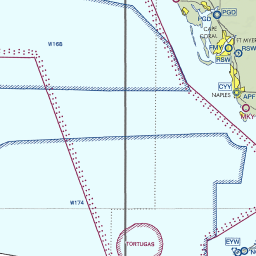 PGD
PGD
CAPE
CORAL
FT MYER
FMY
RSW
RSW
W168
CYY
NAPLES
APF
MKY
W174
TORTUGAS
EYW